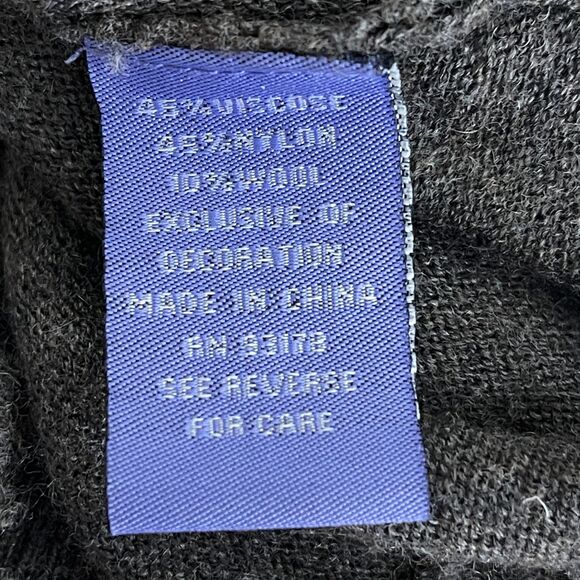 45%VISCOSE
45%NYLON
10%WOOL
EXCLUSIVE OF
DECORATION
MADE IN CHINA
RN 93178
SEE REVERSE
FOR CARE